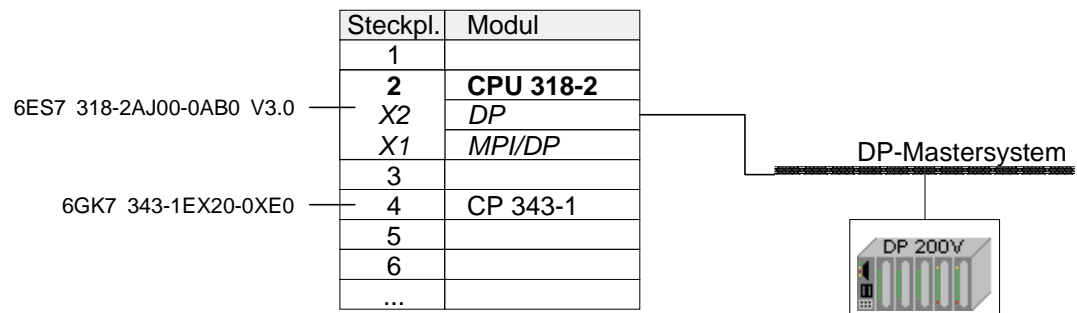 Steckpl. Modul
1
2 CPU 318-2
6ES7 318-2AJ00-0AB0 V3.0
X2 DP
X1 MPI/DP
DP-Mastersystem
3
6GK7 343-1EX20-0XE0
4 CP 343-1
5
6
...
DP 200V